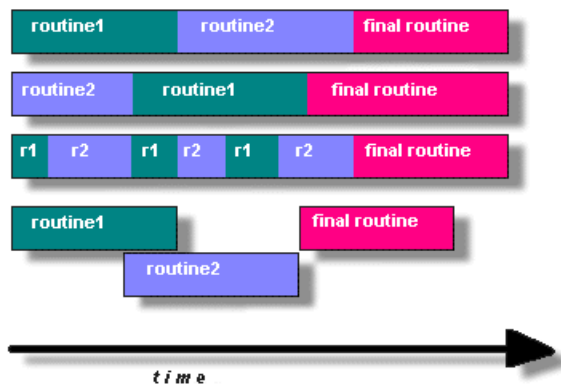 routine1 routine2 final routine
routine2 routine1 final routine
r1 r2 r1 r2 r1 r2 final routine
routine1 final routine
routine2
time